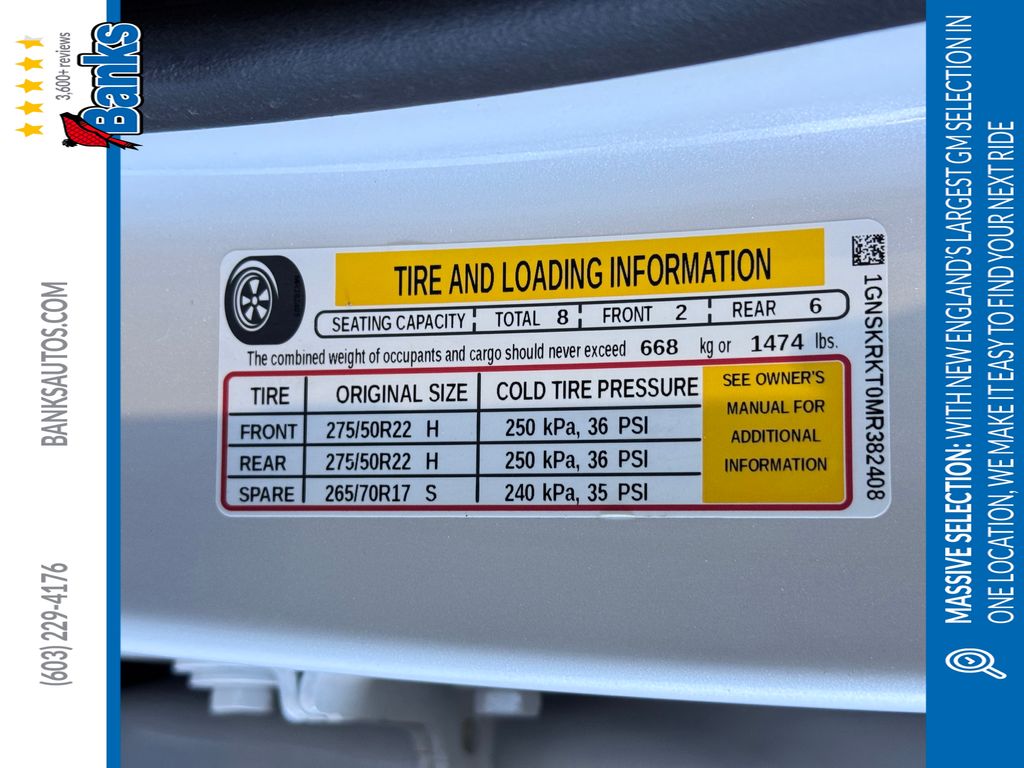 Banks
3,600+ reviews
BANKSAUTOS.COM
(603) 229-4176
TIRE AND LOADING INFORMATION
SEATING CAPACITY TOTAL 8 FRONT 2 REAR 6
The combined weight of occupants and cargo should never exceed 668 kg or 1474 lbs.
TIRE ORIGINAL SIZE COLD TIRE PRESSURE
FRONT 275/50R22 H 250 kPa, 36 PSI
REAR 275/50R22 H 250 kPa, 36 PSI
SPARE 265/70R17 S 240 kPa, 35 PSI
SEE OWNER'S
MANUAL FOR
ADDITIONAL
INFORMATION
1GNSKRKT0MR382408
MASSIVE SELECTION: WITH NEW ENGLAND'S LARGEST GM SELECTION IN
ONE LOCATION, WE MAKE IT EASY TO FIND YOUR NEXT RIDE